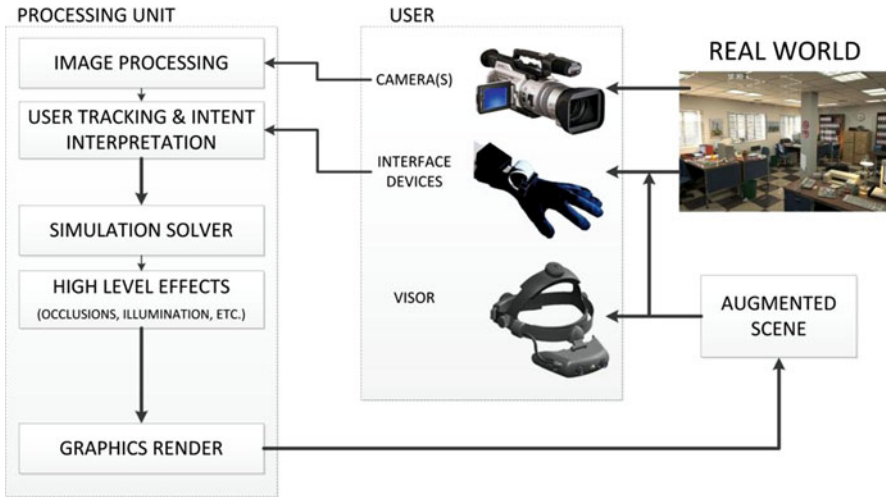 PROCESSING UNIT
IMAGE PROCESSING
USER TRACKING & INTENT
INTERPRETATION
SIMULATION SOLVER
HIGH LEVEL EFFECTS
(OCCLUSIONS, ILLUMINATION, ETC.)
GRAPHICS RENDER
USER
CAMERA(S)
INTERFACE
DEVICES
VISOR
REAL WORLD
AUGMENTED
SCENE